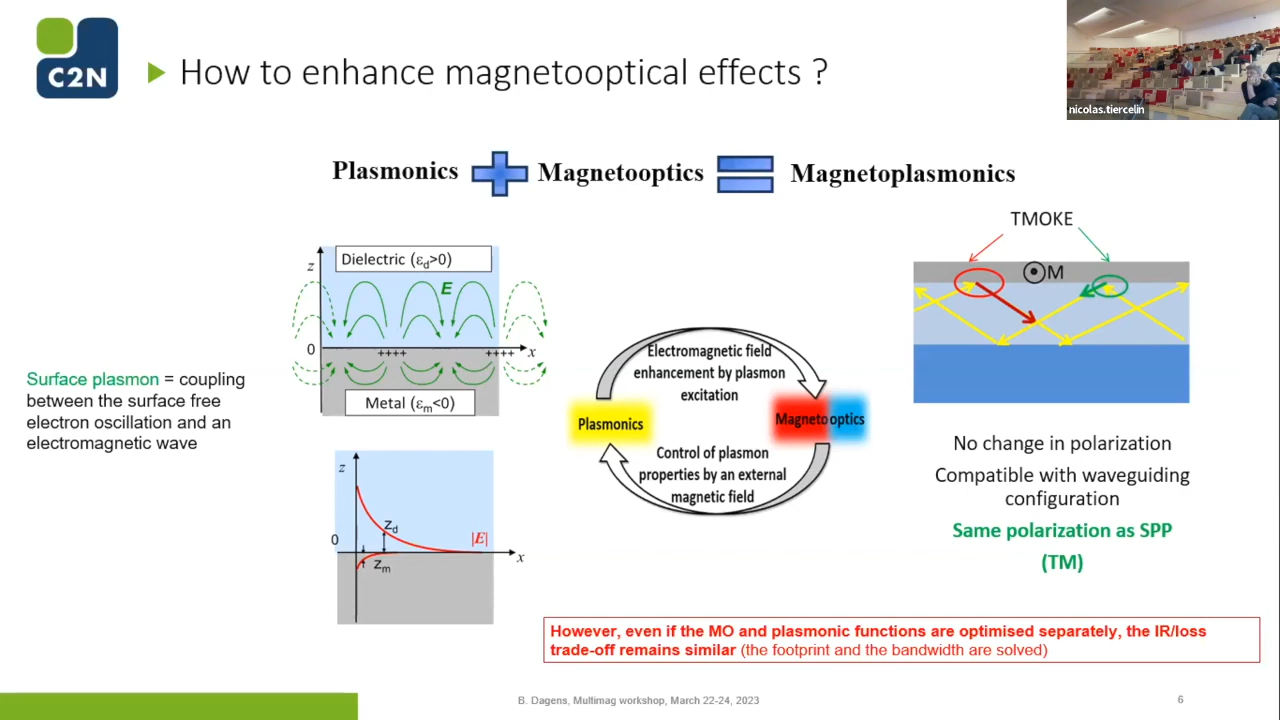 C2N
How to enhance magnetooptical effects ?
nicolas.tiercelin
Plasmonics
Magnetooptics
Magnetoplasmonics
TMOKE
M
z
Dielectric (εd>0)
E
0
++++
++++
x
Metal (εm<0)
Surface plasmon = coupling
between the surface free
electron oscillation and an
electromagnetic wave
z
zd
|E|
0
zm
x
Electromagnetic field
enhancement by plasmon
excitation
Plasmonics
Magnetooptics
Control of plasmon
properties by an external
magnetic field
No change in polarization
Compatible with waveguiding
configuration
Same polarization as SPP
(TM)
However, even if the MO and plasmonic functions are optimised separately, the IR/loss
trade-off remains similar (the footprint and the bandwidth are solved)
B. Dagens, Multimag workshop, March 22-24, 2023
6